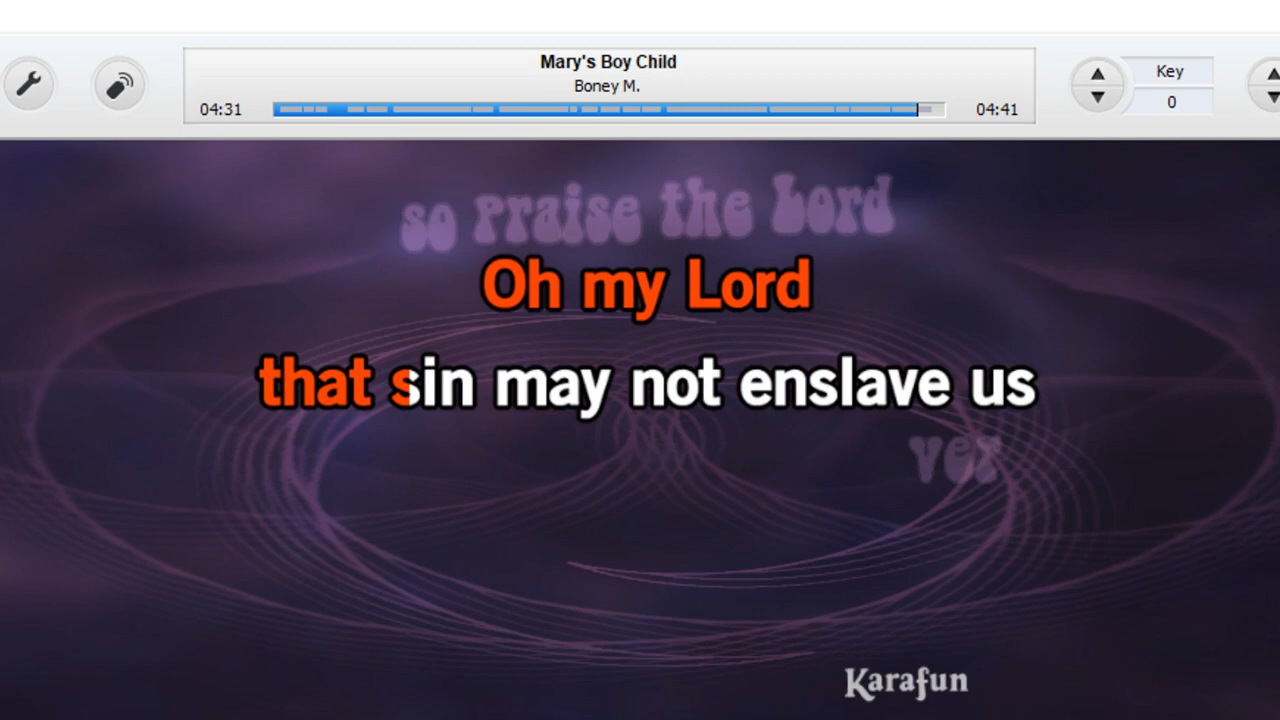 Mary's Boy Child
Boney M.
04:31
04:41
Key
0
so Praise the Lord
Oh my Lord
that sin may not enslave us
ver
Karafun